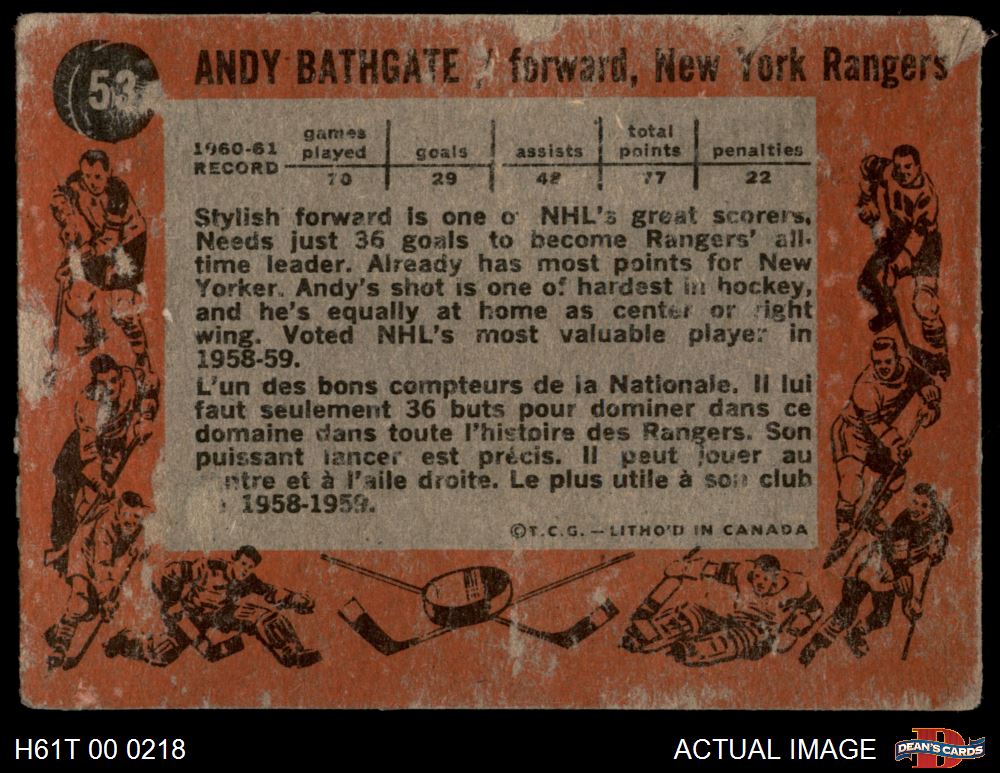 53
ANDY BATHGATE / forward, New York Rangers
1960-61 RECORD
games played goals assists total points penalties
70 29 48 77 22
Stylish forward is one o NHL's great scorers.
Needs just 36 goals to become Rangers' all-
time leader. Already has most points for New
Yorker. Andy's shot is one of hardest in hockey,
and he's equally at home as center or right
wing. Voted NHL's most valuable player in
1958-59.
L'un des bons compteurs de la Nationale. Il lui
faut seulement 36 buts pour dominer dans ce
domaine dans toute l'histoire des Rangers. Son
puissant lancer est précis. Il peut jouer au
ntre et à l'aile droite. Le plus utile à son club
1958-1959.
©T.C.G. — LITHO'D IN CANADA
H61T 00 0218
ACTUAL IMAGE
D
DEAN'S CARDS